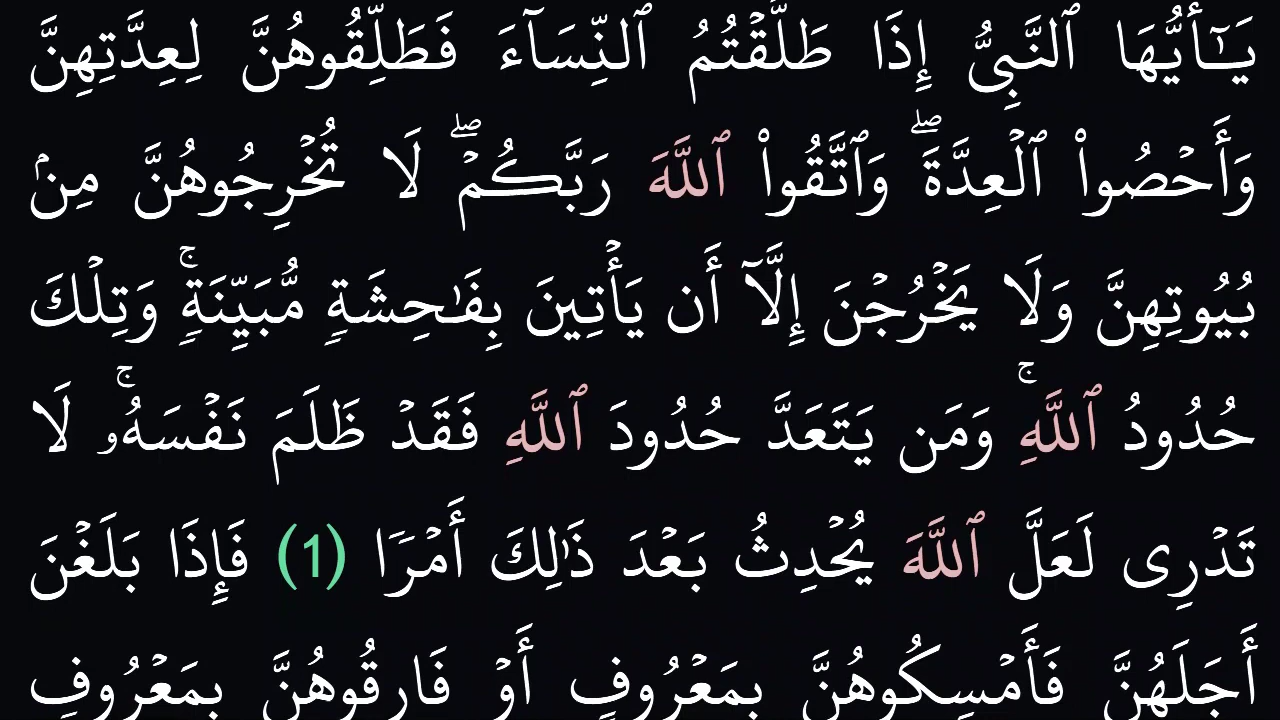 يَـٰٓأَيُّهَا ٱلنَّبِىُّ إِذَا طَلَّقْتُمُ ٱلنِّسَآءَ فَطَلِّقُوهُنَّ لِعِدَّتِهِنَّ
وَأَحْصُوا۟ ٱلْعِدَّةَ ۖ وَٱتَّقُوا۟ ٱللَّهَ رَبَّكُمْ ۖ لَا تُخْرِجُوهُنَّ مِنۢ
بُيُوتِهِنَّ وَلَا يَخْرُجْنَ إِلَّآ أَن يَأْتِينَ بِفَـٰحِشَةٍ مُّبَيِّنَةٍ ۚ وَتِلْكَ
حُدُودُ ٱللَّهِ ۚ وَمَن يَتَعَدَّ حُدُودَ ٱللَّهِ فَقَدْ ظَلَمَ نَفْسَهُۥ ۚ لَا
تَدْرِى لَعَلَّ ٱللَّهَ يُحْدِثُ بَعْدَ ذَٰلِكَ أَمْرًا (1) فَإِذَا بَلَغْنَ
أَجَلَهُنَّ فَأَمْسِكُوهُنَّ بِمَعْرُوفٍ أَوْ فَارِقُوهُنَّ بِمَعْرُوفٍ